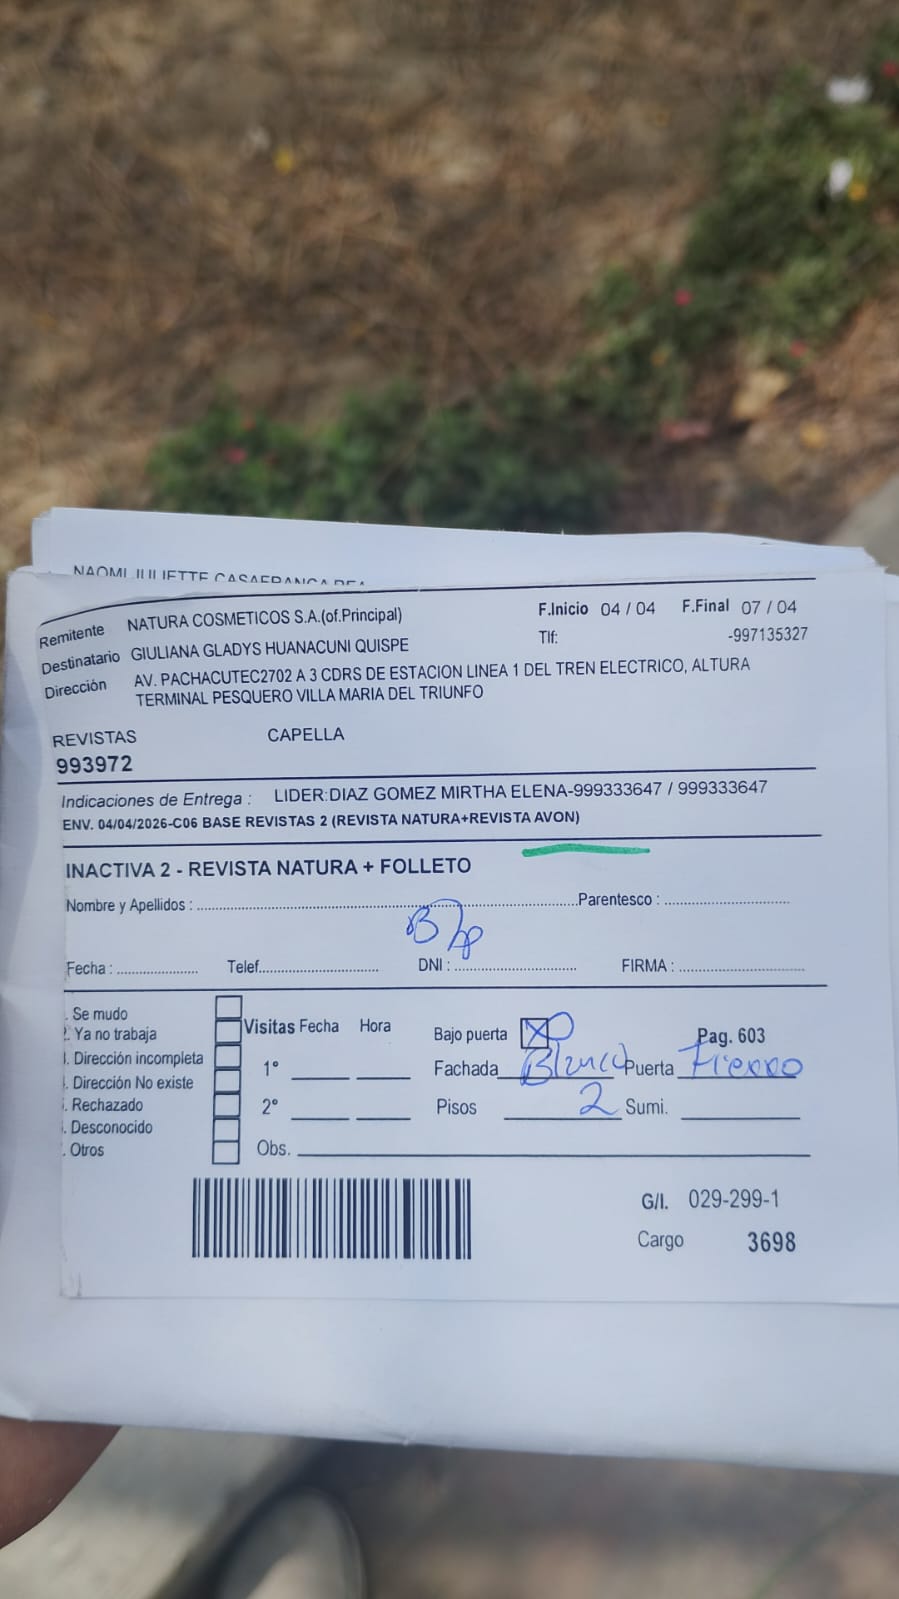 NAOMI JULIETTE CASAFRANCA
Remitente NATURA COSMETICOS S.A.(of.Principal) F.Inicio 04 / 04 F.Final 07 / 04
Destinatario GIULIANA GLADYS HUANACUNI QUISPE Tlf: -997135327
Dirección AV. PACHACUTEC2702 A 3 CDRS DE ESTACION LINEA 1 DEL TREN ELECTRICO, ALTURA
TERMINAL PESQUERO VILLA MARIA DEL TRIUNFO
REVISTAS CAPELLA
993972
Indicaciones de Entrega : LIDER:DIAZ GOMEZ MIRTHA ELENA-999333647 / 999333647
ENV. 04/04/2026-C06 BASE REVISTAS 2 (REVISTA NATURA+REVISTA AVON)
INACTIVA 2 - REVISTA NATURA + FOLLETO
Nombre y Apellidos : Parentesco :
Fecha : Telef. DNI : FIRMA :
. Se mudo
. Ya no trabaja Visitas Fecha Hora Bajo puerta X Pag. 603
. Dirección incompleta 1° Fachada Blanco Puerta Fierro
. Dirección No existe
. Rechazado 2° Pisos 2 Sumi.
. Desconocido
. Otros Obs.
G/I. 029-299-1
Cargo 3698